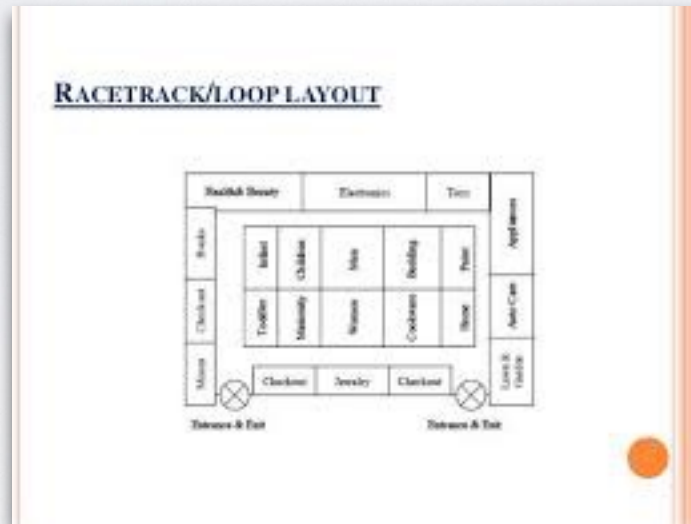 RACETRACK/LOOP LAYOUT
Health& Beauty
Electronics
Toys
Appliances
Books
Infant
Children
Men
Bedding
Toddler
Maternity
Women
Cookware
Home
Checkout
Auto Care
Lawn & Garden
Checkout
Jewelry
Checkout
Entrance & Exit
Entrance & Exit